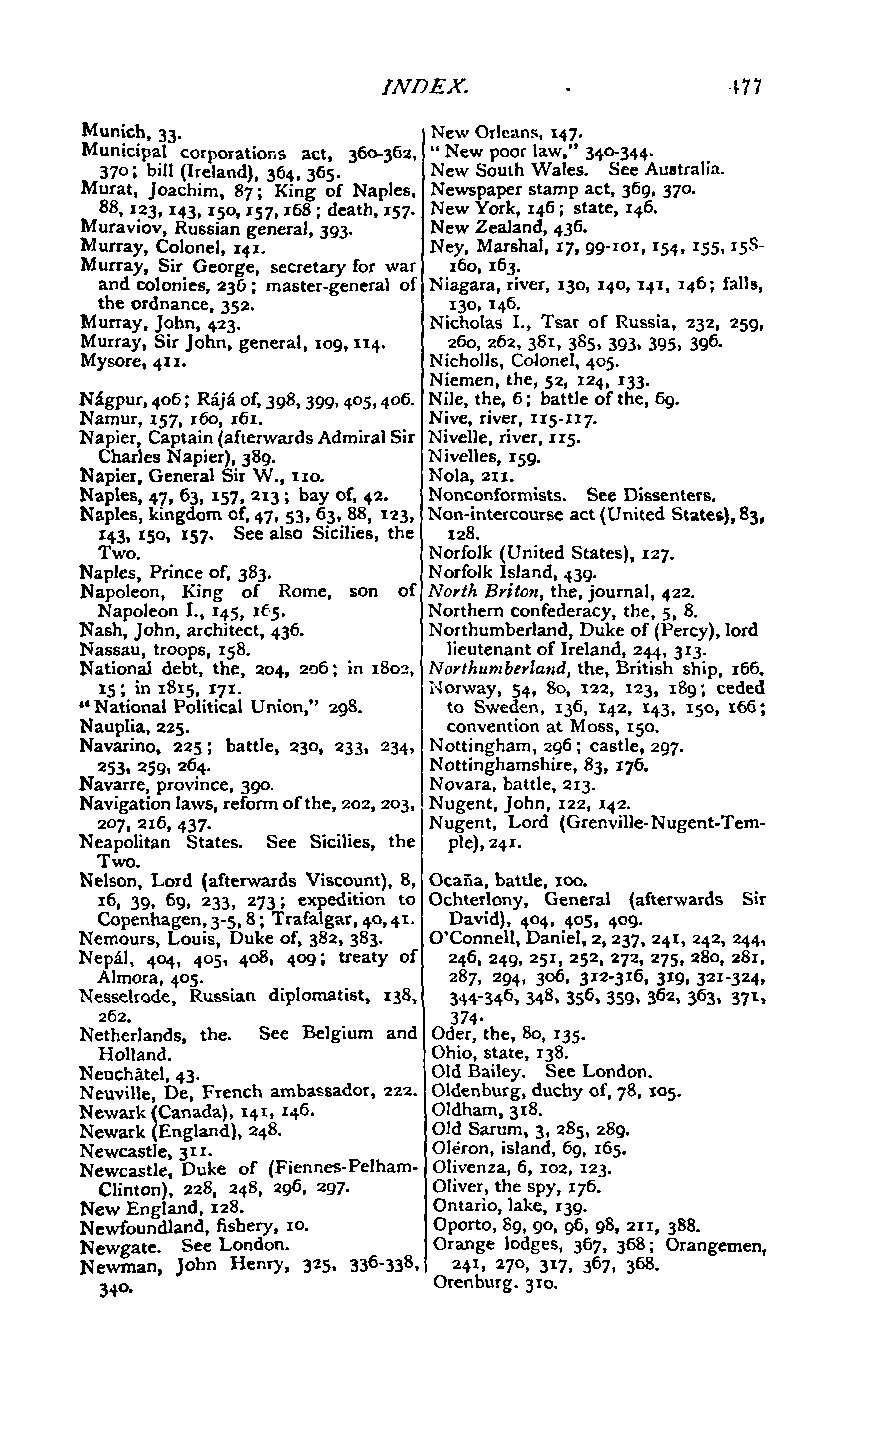 INDEX. 477
Munich, 33.
Municipal corporations act, 360-362,
370; bill (Ireland), 364, 365.
Murat, Joachim, 87; King of Naples,
88, 123, 143, 150, 157, 168; death, 157.
Muraviov, Russian general, 393.
Murray, Colonel, 141.
Murray, Sir George, secretary for war
and colonies, 236; master-general of
the ordnance, 352.
Murray, John, 423.
Murray, Sir John, general, 109, 114.
Mysore, 411.
Nágpur, 406; Rájá of, 398, 399, 405, 406.
Namur, 157, 160, 161.
Napier, Captain (afterwards Admiral Sir
Charles Napier), 389.
Napier, General Sir W., 110.
Naples, 47, 63, 157, 213; bay of, 42.
Naples, kingdom of, 47, 53, 63, 88, 123,
143, 150, 157. See also Sicilies, the
Two.
Naples, Prince of, 383.
Napoleon, King of Rome, son of
Napoleon I., 145, 165.
Nash, John, architect, 436.
Nassau, troops, 158.
National debt, the, 204, 206; in 1802,
15; in 1815, 171.
"National Political Union," 298.
Nauplia, 225.
Navarino, 225; battle, 230, 233, 234,
253, 259, 264.
Navarre, province, 390.
Navigation laws, reform of the, 202, 203,
207, 216, 437.
Neapolitan States. See Sicilies, the
Two.
Nelson, Lord (afterwards Viscount), 8,
16, 39, 69, 233, 273; expedition to
Copenhagen, 3-5, 8; Trafalgar, 40, 41.
Nemours, Louis, Duke of, 382, 383.
Nepál, 404, 405, 408, 409; treaty of
Almora, 405.
Nesselrode, Russian diplomatist, 138,
262.
Netherlands, the. See Belgium and
Holland.
Neuchâtel, 43.
Neuville, De, French ambassador, 222.
Newark (Canada), 141, 146.
Newark (England), 248.
Newcastle, 311.
Newcastle, Duke of (Fiennes-Pelham-
Clinton), 228, 248, 296, 297.
New England, 128.
Newfoundland, fishery, 10.
Newgate. See London.
Newman, John Henry, 325, 336-338,
340.
New Orleans, 147.
"New poor law," 340-344.
New South Wales. See Australia.
Newspaper stamp act, 369, 370.
New York, 146; state, 146.
New Zealand, 436.
Ney, Marshal, 17, 99-101, 154, 155, 158-
160, 163.
Niagara, river, 130, 140, 141, 146; falls,
130, 146.
Nicholas I., Tsar of Russia, 232, 259,
260, 262, 381, 385, 393, 395, 396.
Nicholls, Colonel, 405.
Niemen, the, 52, 124, 133.
Nile, the, 6; battle of the, 69.
Nive, river, 115-117.
Nivelle, river, 115.
Nivelles, 159.
Nola, 211.
Nonconformists. See Dissenters.
Non-intercourse act (United States), 83,
128.
Norfolk (United States), 127.
Norfolk Island, 439.
North Briton, the, journal, 422.
Northern confederacy, the, 5, 8.
Northumberland, Duke of (Percy), lord
lieutenant of Ireland, 244, 313.
Northumberland, the, British ship, 166.
Norway, 54, 80, 122, 123, 189; ceded
to Sweden, 136, 142, 143, 150, 166;
convention at Moss, 150.
Nottingham, 296; castle, 297.
Nottinghamshire, 83, 176.
Novara, battle, 213.
Nugent, John, 122, 142.
Nugent, Lord (Grenville-Nugent-Tem-
ple), 241.
Ocaña, battle, 100.
Ochterlony, General (afterwards Sir
David), 404, 405, 409.
O'Connell, Daniel, 2, 237, 241, 242, 244,
246, 249, 251, 252, 272, 275, 280, 281,
287, 294, 306, 312-316, 319, 321-324,
344-346, 348, 356, 359, 362, 363, 371,
374.
Oder, the, 80, 135.
Ohio, state, 138.
Old Bailey. See London.
Oldenburg, duchy of, 78, 105.
Oldham, 318.
Old Sarum, 3, 285, 289.
Oléron, island, 69, 165.
Olivenza, 6, 102, 123.
Oliver, the spy, 176.
Ontario, lake, 139.
Oporto, 89, 90, 96, 98, 211, 388.
Orange lodges, 367, 368; Orangemen,
241, 270, 317, 367, 368.
Orenburg. 310.